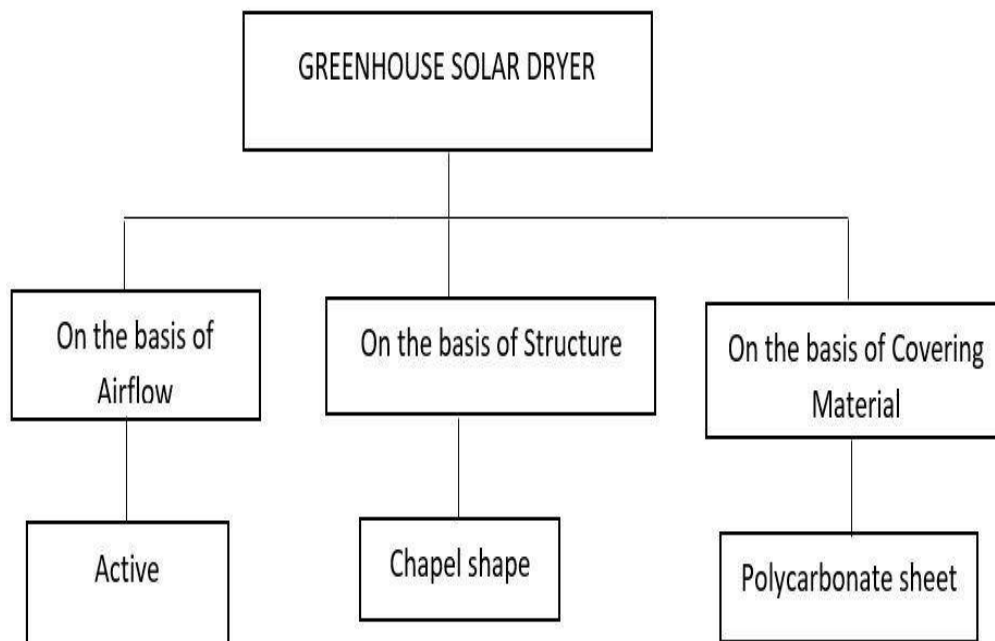 GREENHOUSE SOLAR DRYER
On the basis of
Airflow
On the basis of Structure
On the basis of Covering
Material
Active
Chapel shape
Polycarbonate sheet